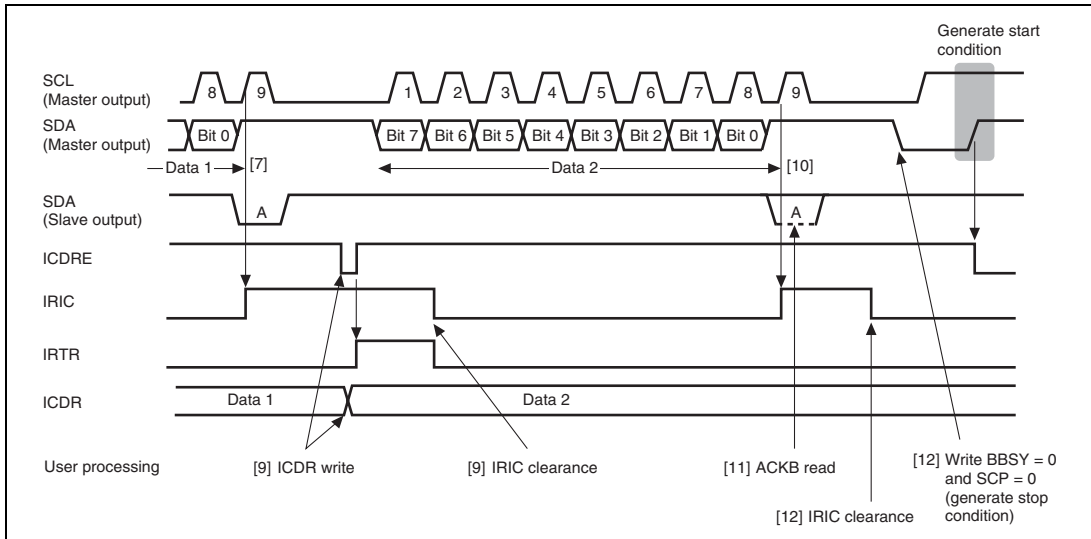 Generate start
condition
SCL
(Master output)
8 9 1 2 3 4 5 6 7 8 9
SDA
(Master output)
Bit 0 Bit 7 Bit 6 Bit 5 Bit 4 Bit 3 Bit 2 Bit 1 Bit 0
Data 1 [7] Data 2 [10]
SDA
(Slave output)
A A
ICDRE
IRIC
IRTR
ICDR
Data 1 Data 2
User processing
[9] ICDR write
[9] IRIC clearance
[11] ACKB read
[12] IRIC clearance
[12] Write BBSY = 0
and SCP = 0
(generate stop
condition)